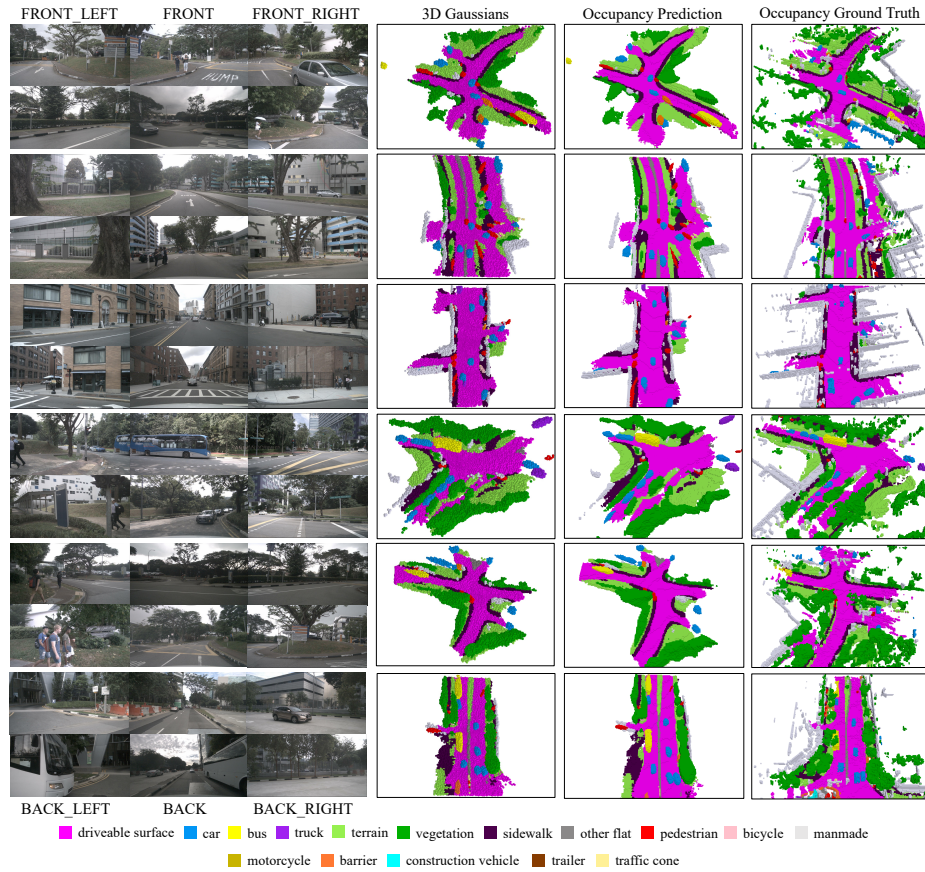 FRONT_LEFT FRONT FRONT_RIGHT 3D Gaussians Occupancy Prediction Occupancy Ground Truth
HUMP
BACK_LEFT BACK BACK_RIGHT
driveable surface car bus truck terrain vegetation sidewalk other flat pedestrian bicycle manmade
motorcycle barrier construction vehicle trailer traffic cone